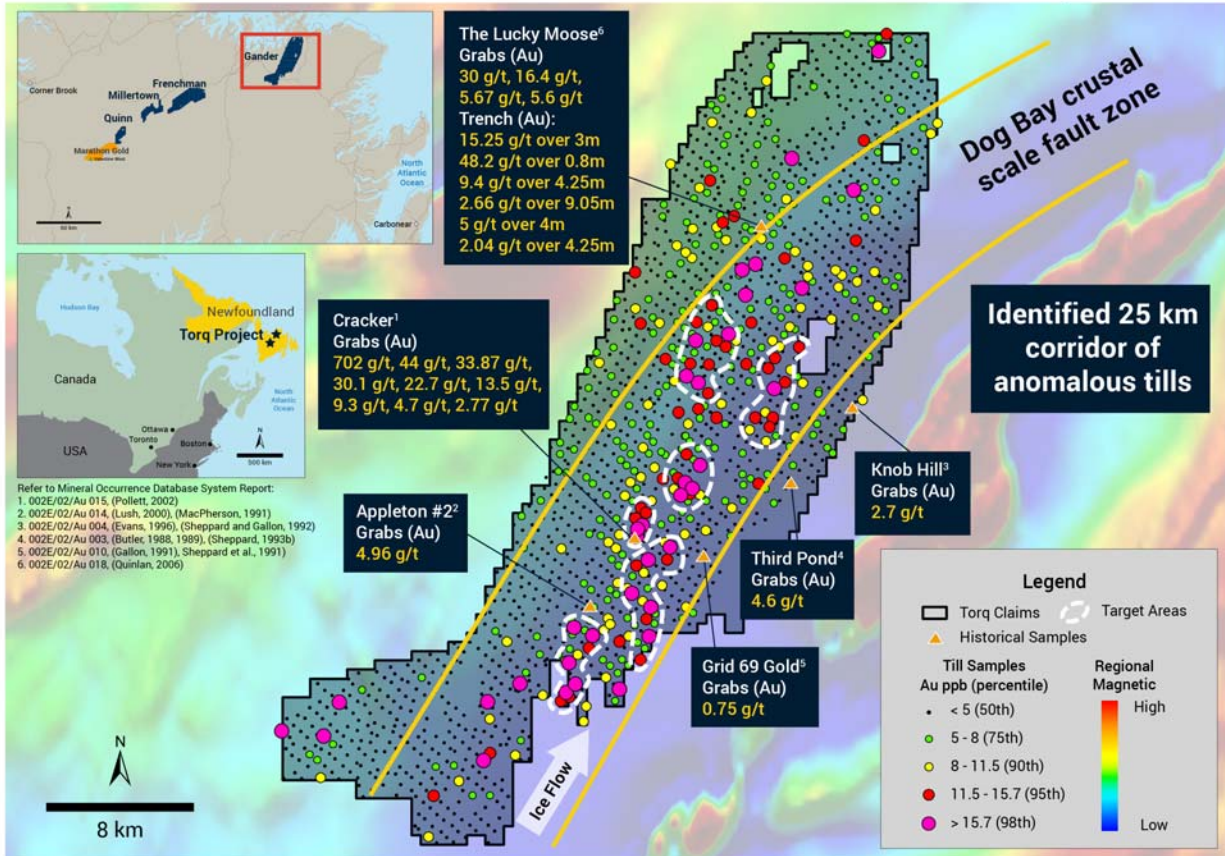 Corner Brook
Quinn
Millertown
Frenchman
Gander
Marathon Gold
North
Atlantic
Ocean
Carbonear
N
50 km
Hudson Bay
Newfoundland
Torq Project
Canada
USA
Ottawa
Toronto
Boston
New York
North
Atlantic
Ocean
N
500 km
Refer to Mineral Occurrence Database System Report:
1. 002E/02/Au 015, (Pollett, 2002)
2. 002E/02/Au 014, (Lush, 2000), (MacPherson, 1991)
3. 002E/02/Au 004, (Evans, 1996), (Sheppard and Gallon, 1992)
4. 002E/02/Au 003, (Butler, 1988, 1989), (Sheppard, 1993b)
5. 002E/02/Au 010, (Gallon, 1991), Sheppard et al., 1991)
6. 002E/02/Au 018, (Quinlan, 2006)
The Lucky Moose⁶
Grabs (Au)
30 g/t, 16.4 g/t,
5.67 g/t, 5.6 g/t
Trench (Au):
15.25 g/t over 3m
48.2 g/t over 0.8m
9.4 g/t over 4.25m
2.66 g/t over 9.05m
5 g/t over 4m
2.04 g/t over 4.25m
Cracker¹
Grabs (Au)
702 g/t, 44 g/t, 33.87 g/t,
30.1 g/t, 22.7 g/t, 13.5 g/t,
9.3 g/t, 4.7 g/t, 2.77 g/t
Appleton #2²
Grabs (Au)
4.96 g/t
Dog Bay crustal
scale fault zone
Identified 25 km
corridor of
anomalous tills
Knob Hill³
Grabs (Au)
2.7 g/t
Third Pond⁴
Grabs (Au)
4.6 g/t
Grid 69 Gold⁵
Grabs (Au)
0.75 g/t
Ice Flow
N
8 km
Legend
Torq Claims
Target Areas
Historical Samples
Till Samples
Au ppb (percentile)
< 5 (50th)
5 - 8 (75th)
8 - 11.5 (90th)
11.5 - 15.7 (95th)
> 15.7 (98th)
Regional
Magnetic
High
Low